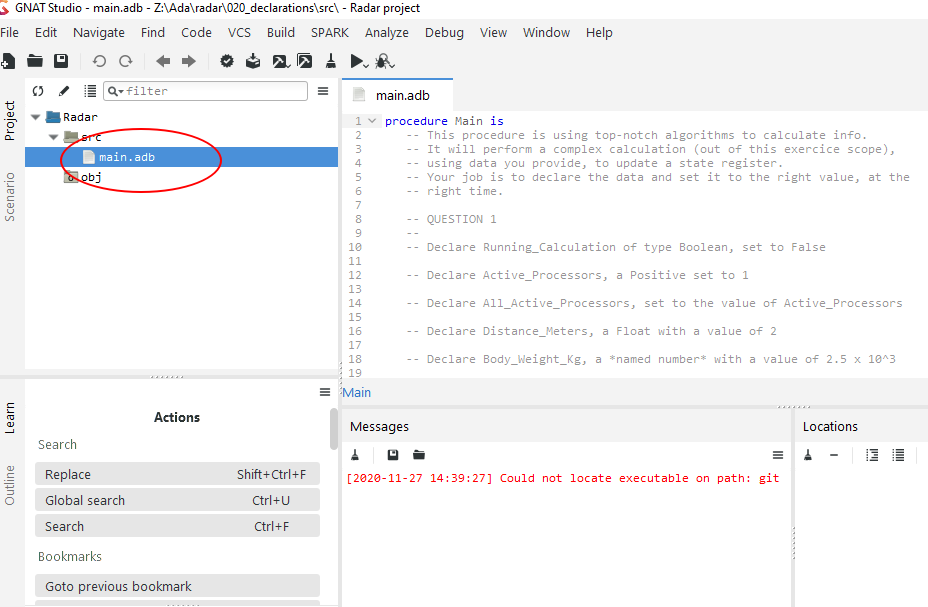 GNAT Studio - main.adb - Z:\Ada\radar\020_declarations\src\ - Radar project
File Edit Navigate Find Code VCS Build SPARK Analyze Debug View Window Help
filter
Project
Scenario
Radar
src
main.adb
obj
main.adb
1 procedure Main is
2 -- This procedure is using top-notch algorithms to calculate info.
3 -- It will perform a complex calculation (out of this exercice scope),
4 -- using data you provide, to update a state register.
5 -- Your job is to declare the data and set it to the right value, at the
6 -- right time.
7
8 -- QUESTION 1
9 --
10 -- Declare Running_Calculation of type Boolean, set to False
11
12 -- Declare Active_Processors, a Positive set to 1
13
14 -- Declare All_Active_Processors, set to the value of Active_Processors
15
16 -- Declare Distance_Meters, a Float with a value of 2
17
18 -- Declare Body_Weight_Kg, a *named number* with a value of 2.5 x 10^3
19
Main
Learn
Outline
Actions
Search
Replace Shift+Ctrl+F
Global search Ctrl+U
Search Ctrl+F
Bookmarks
Goto previous bookmark
Messages
[2020-11-27 14:39:27] Could not locate executable on path: git
Locations